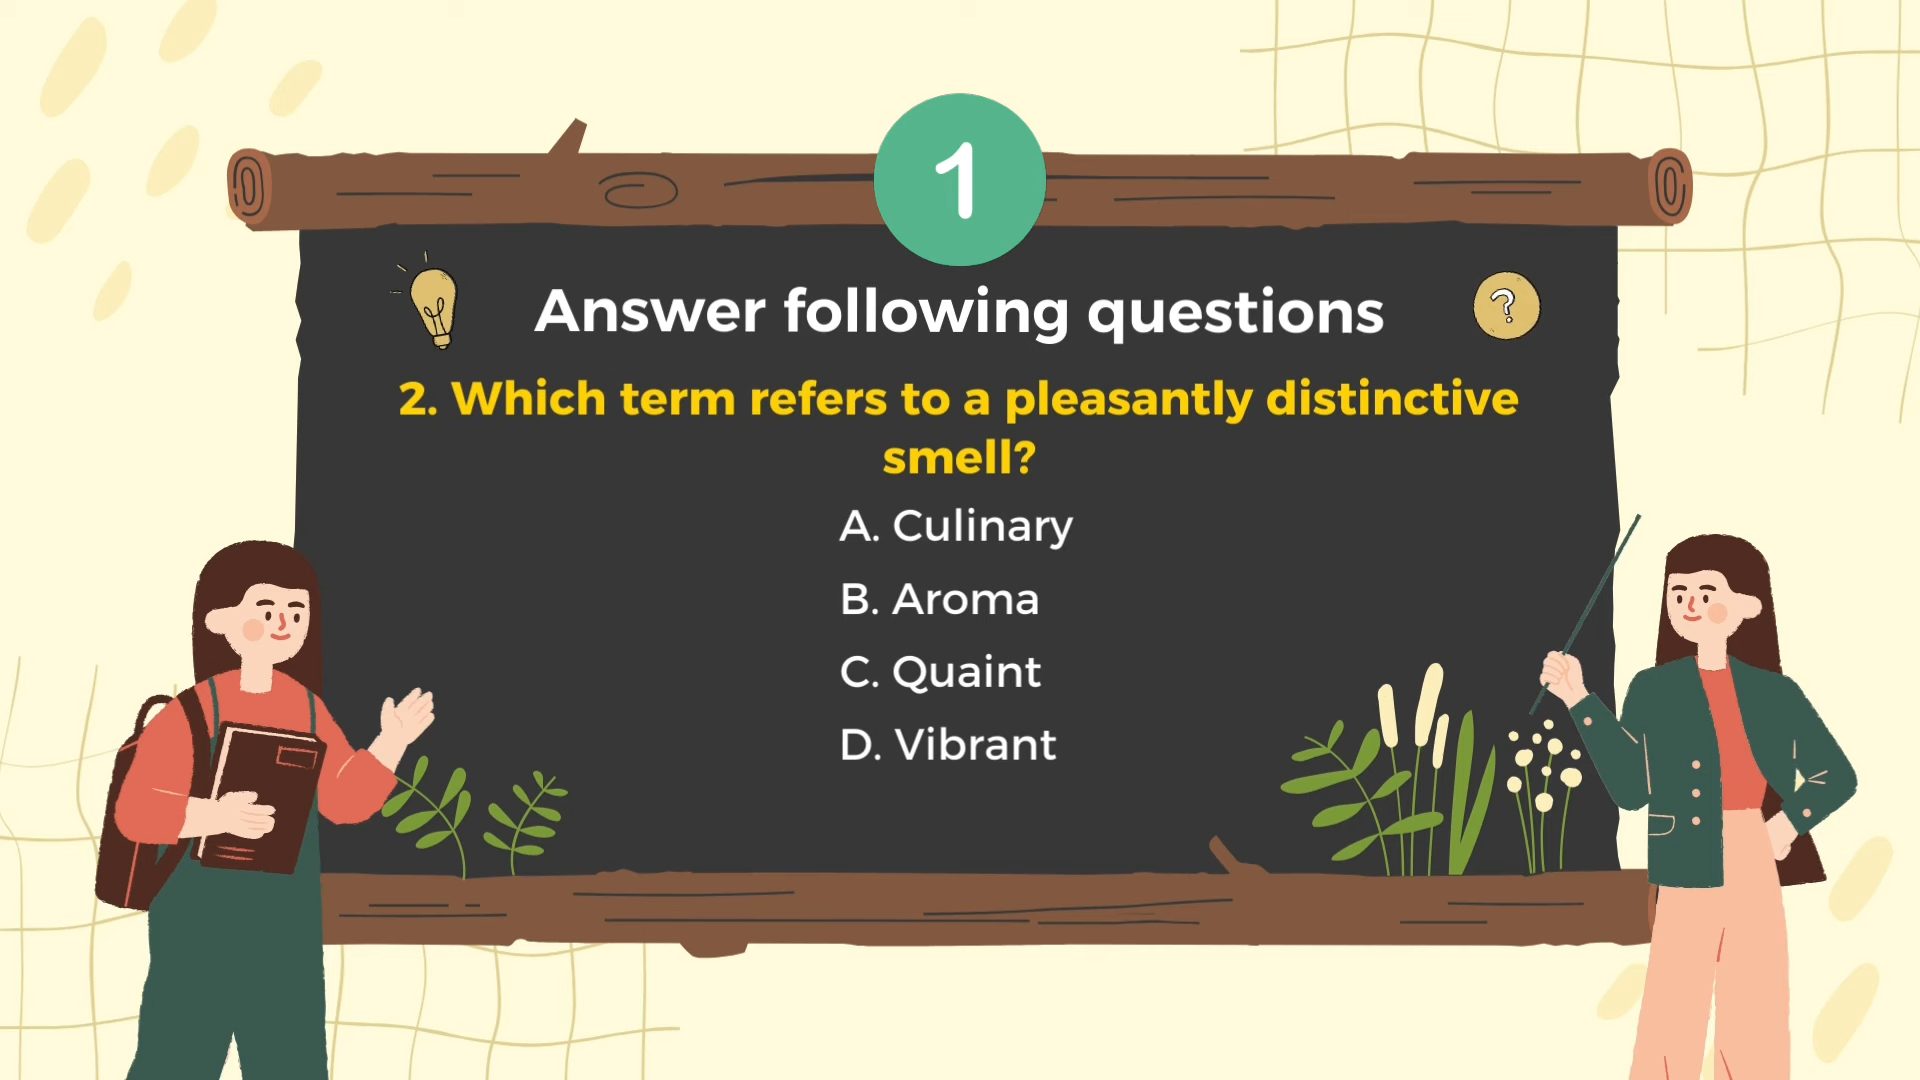 1
Answer following questions
2. Which term refers to a pleasantly distinctive
smell?
A. Culinary
B. Aroma
C. Quaint
D. Vibrant